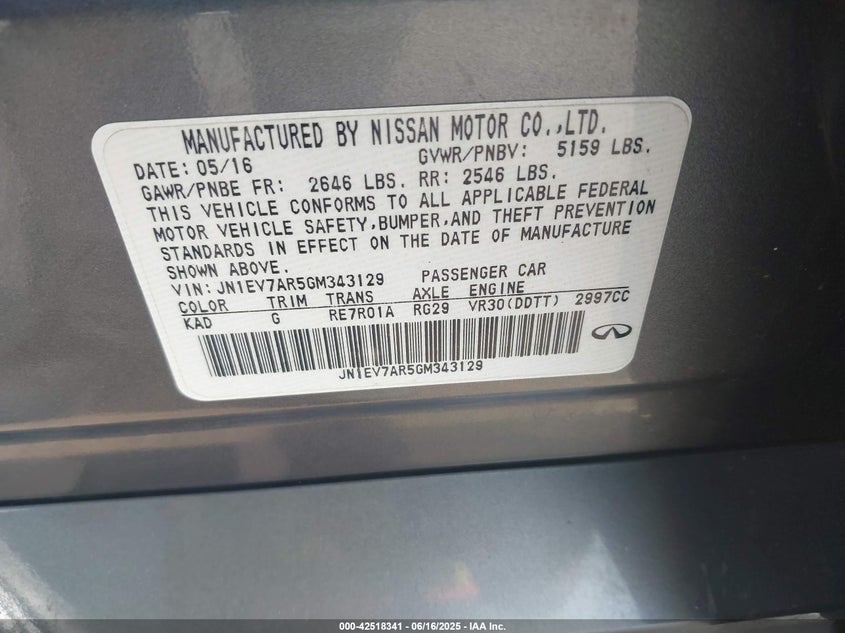 MANUFACTURED BY NISSAN MOTOR CO.,LTD.
DATE: 05/16 GVWR/PNBV: 5159 LBS.
GAWR/PNBE FR: 2646 LBS. RR: 2546 LBS.
THIS VEHICLE CONFORMS TO ALL APPLICABLE FEDERAL
MOTOR VEHICLE SAFETY,BUMPER,AND THEFT PREVENTION
STANDARDS IN EFFECT ON THE DATE OF MANUFACTURE
SHOWN ABOVE.
VIN: JN1EV7AR5GM343129 PASSENGER CAR
COLOR TRIM TRANS AXLE ENGINE
KAD G RE7R01A RG29 VR30(DDTT) 2997CC
JN1EV7AR5GM343129
000-42518341 - 06/16/2025 - IAA Inc.